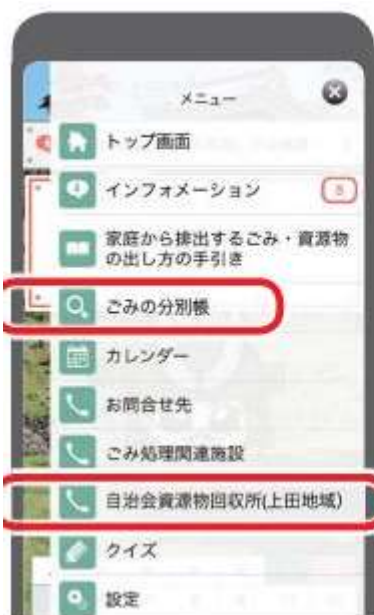 メニュー
トップ画面
インフォメーション
8
家庭から排出するごみ・資源物
の出し方の手引き
ごみの分別帳
カレンダー
お問合せ先
ごみ処理関連施設
自治会資源物回収所(上田地域)
クイズ
設定